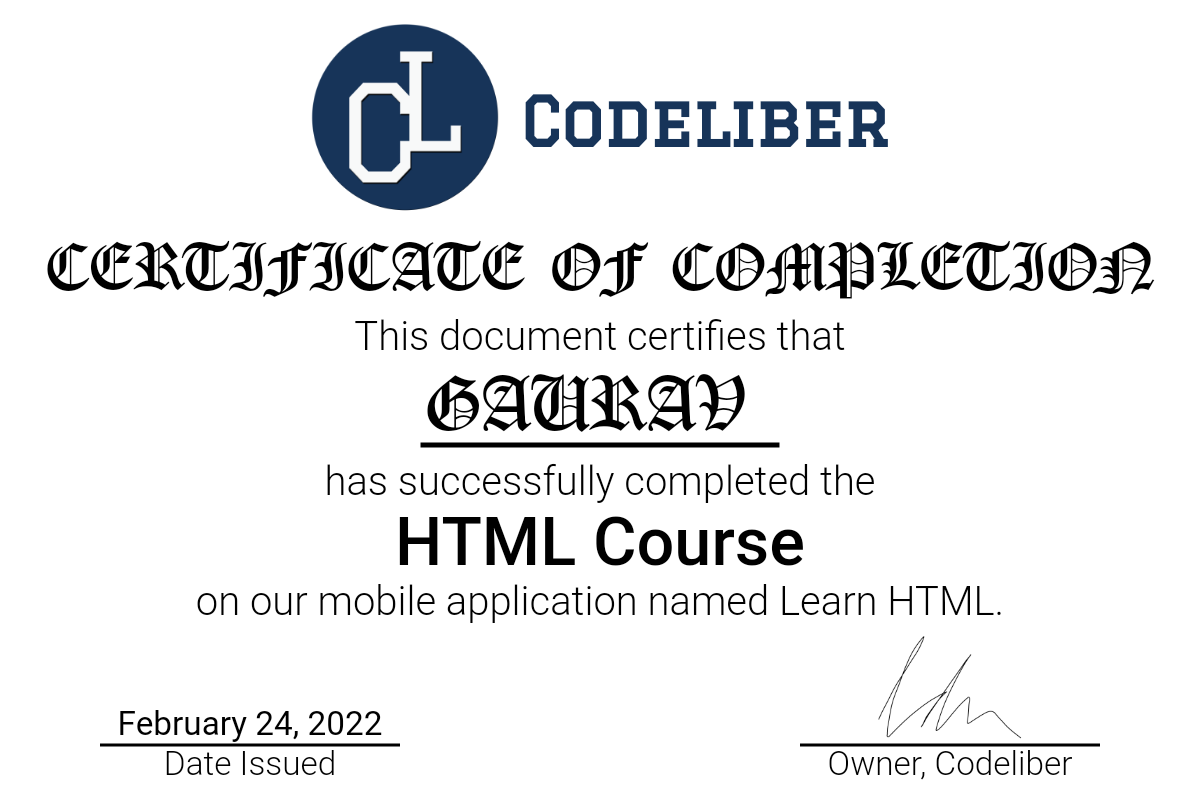 CL
CODELIBER
CERTIFICATE OF COMPLETION
This document certifies that
GAURAV
has successfully completed the
HTML Course
on our mobile application named Learn HTML.
February 24, 2022
Date Issued
Owner, Codeliber